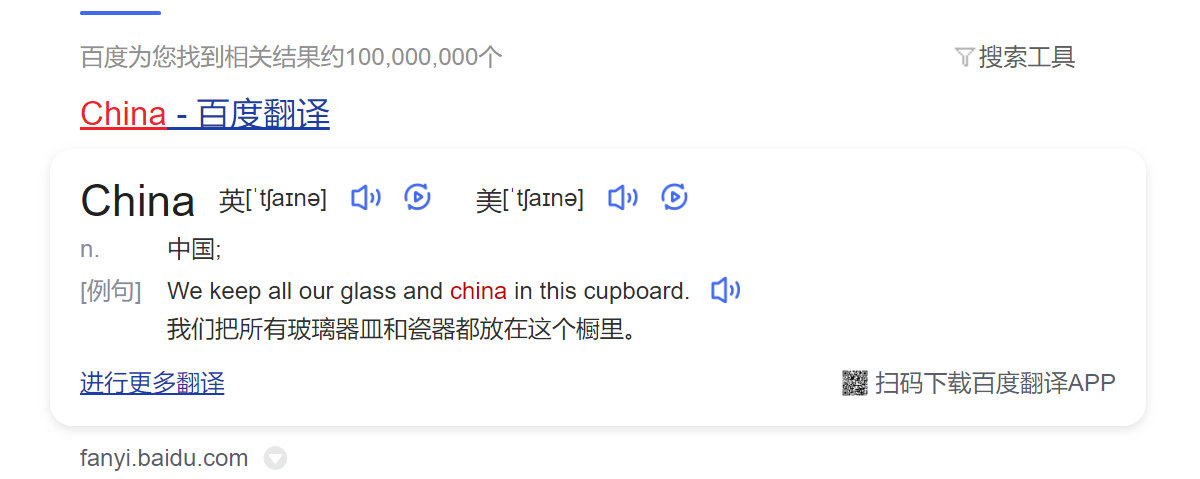 百度为您找到相关结果约100,000,000个 搜索工具
China - 百度翻译
China 英[ˈtʃaɪnə] 美[ˈtʃaɪnə]
n. 中国;
[例句] We keep all our glass and china in this cupboard.
我们把所有玻璃器皿和瓷器都放在这个橱里。
进行更多翻译 扫码下载百度翻译APP
fanyi.baidu.com